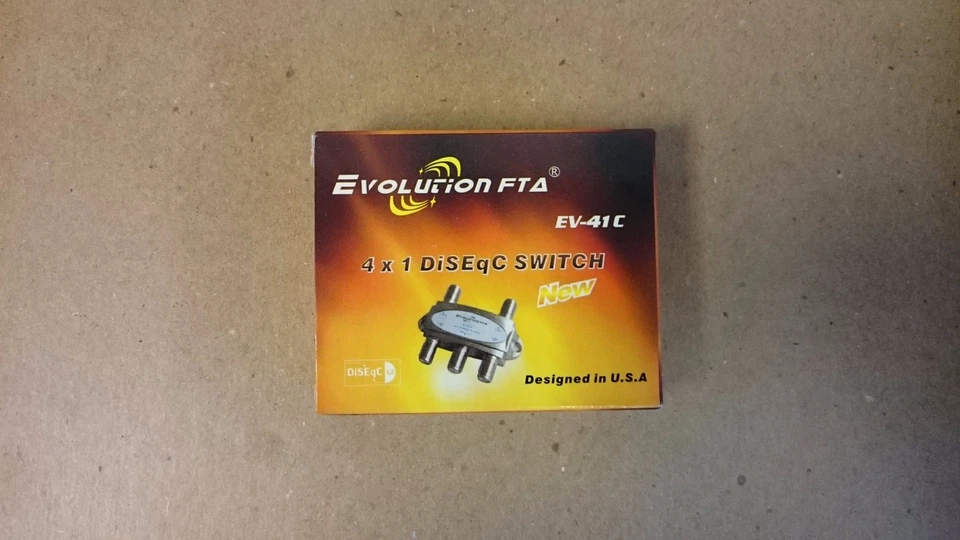 EVOLUTION FTA®
EV-41C
4 x 1 DiSEqC SWITCH
New
DiSEqC
Designed in U.S.A